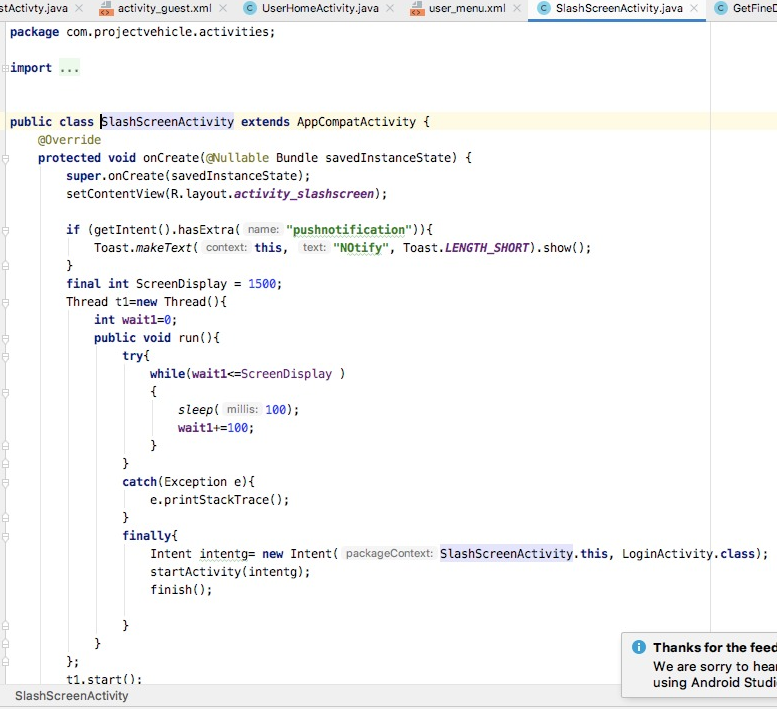 stActivty.java × activity_guest.xml × UserHomeActivity.java × user_menu.xml × SlashScreenActivity.java × GetFineD
package com.projectvehicle.activities;
import ...
public class SlashScreenActivity extends AppCompatActivity {
@Override
protected void onCreate(@Nullable Bundle savedInstanceState) {
super.onCreate(savedInstanceState);
setContentView(R.layout.activity_slashscreen);
if (getIntent().hasExtra( name: "pushnotification")){
Toast.makeText( context: this, text: "NOtify", Toast.LENGTH_SHORT).show();
}
final int ScreenDisplay = 1500;
Thread t1=new Thread(){
int wait1=0;
public void run(){
try{
while(wait1<=ScreenDisplay )
{
sleep( millis: 100);
wait1+=100;
}
}
catch(Exception e){
e.printStackTrace();
}
finally{
Intent intentg= new Intent( packageContext: SlashScreenActivity.this, LoginActivity.class);
startActivity(intentg);
finish();
}
}
};
t1.start();
Thanks for the feed
We are sorry to hear
using Android Studi
SlashScreenActivity